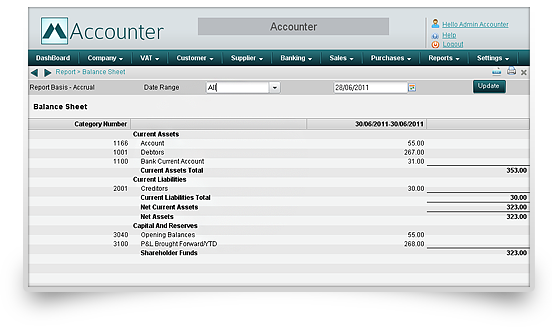 Accounter
Accounter
Hello Admin Accounter
Help
Logout
DashBoard Company VAT Customer Supplier Banking Sales Purchases Reports Settings
Report > Balance Sheet
Report Basis - Accrual Date Range All 28/06/2011 Update
Balance Sheet
Category Number 30/06/2011-30/06/2011
Current Assets
1166 Account 55.00
1001 Debtors 267.00
1100 Bank Current Account 31.00
Current Assets Total 353.00
Current Liabilities
2001 Creditors 30.00
Current Liabilities Total 30.00
Net Current Assets 323.00
Net Assets 323.00
Capital And Reserves
3040 Opening Balances 55.00
3100 P&L Brought Forward/YTD 268.00
Shareholder Funds 323.00